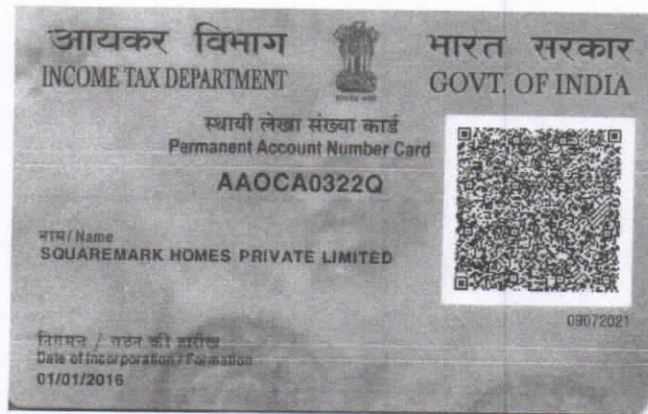 आयकर विभाग
INCOME TAX DEPARTMENT
भारत सरकार
GOVT. OF INDIA
स्थायी लेखा संख्या कार्ड
Permanent Account Number Card
AAOCA0322Q
नाम/ Name
SQUAREMARK HOMES PRIVATE LIMITED
09072021
निगमन / गठन की तारीख
Date of Incorporation / Formation
01/01/2016